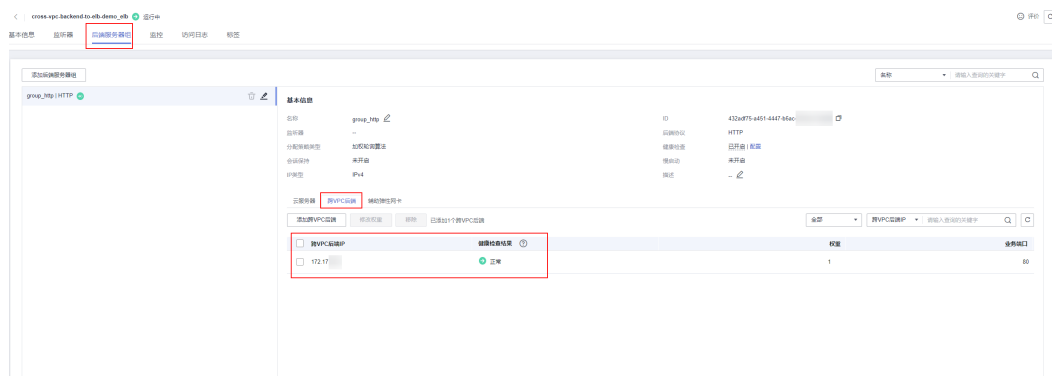 cross-vpc-backend-to-elb-demo_elb 运行中
评价
基本信息 监听器 后端服务器组 监控 访问日志 标签
添加后端服务器组
名称 请输入查询的关键字
group_http | HTTP
基本信息
名称 group_http
ID 432adf75-a451-4447-b6ac-
监听器 --
后端协议 HTTP
分配策略类型 加权轮询算法
健康检查 已开启 | 配置
会话保持 未开启
慢启动 未开启
IP类型 IPv4
描述 --
云服务器 跨VPC后端 辅助弹性网卡
添加跨VPC后端 修改权重 移除 已添加1个跨VPC后端
全部 跨VPC后端IP 请输入查询的关键字
跨VPC后端IP 健康检查结果 权重 业务端口
172.17 正常 1 80